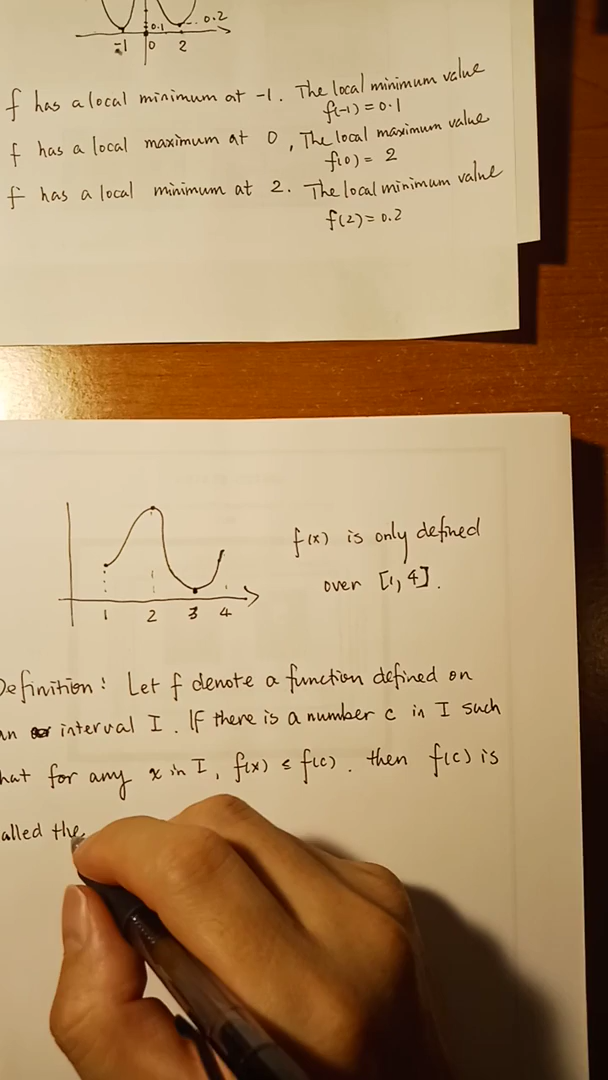 0.1
0.2
-1 0 2
f has a local minimum at -1. The local minimum value
f(-1) = 0.1
f has a local maximum at 0, The local maximum value
f(0) = 2
f has a local minimum at 2. The local minimum value
f(2) = 0.2
f(x) is only defined
over [1, 4].
1 2 3 4
Definition: Let f denote a function defined on
an interval I. If there is a number c in I such
hat for any x in I, f(x) ≤ f(c). then f(c) is
alled the